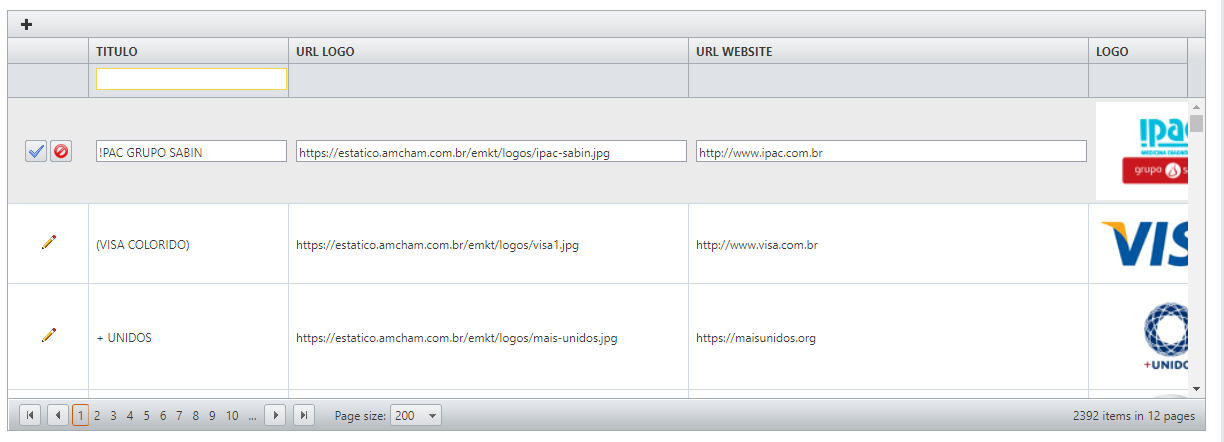 TITULO URL LOGO URL WEBSITE LOGO
!PAC GRUPO SABIN https://estatico.amcham.com.br/emkt/logos/ipac-sabin.jpg http://www.ipac.com.br
!pac
MEDICINA DIAGNÓ
grupo s
(VISA COLORIDO) https://estatico.amcham.com.br/emkt/logos/visa1.jpg http://www.visa.com.br VIS
+ UNIDOS https://estatico.amcham.com.br/emkt/logos/mais-unidos.jpg https://maisunidos.org
+UNIDO
1 2 3 4 5 6 7 8 9 10 ... Page size: 200 2392 items in 12 pages